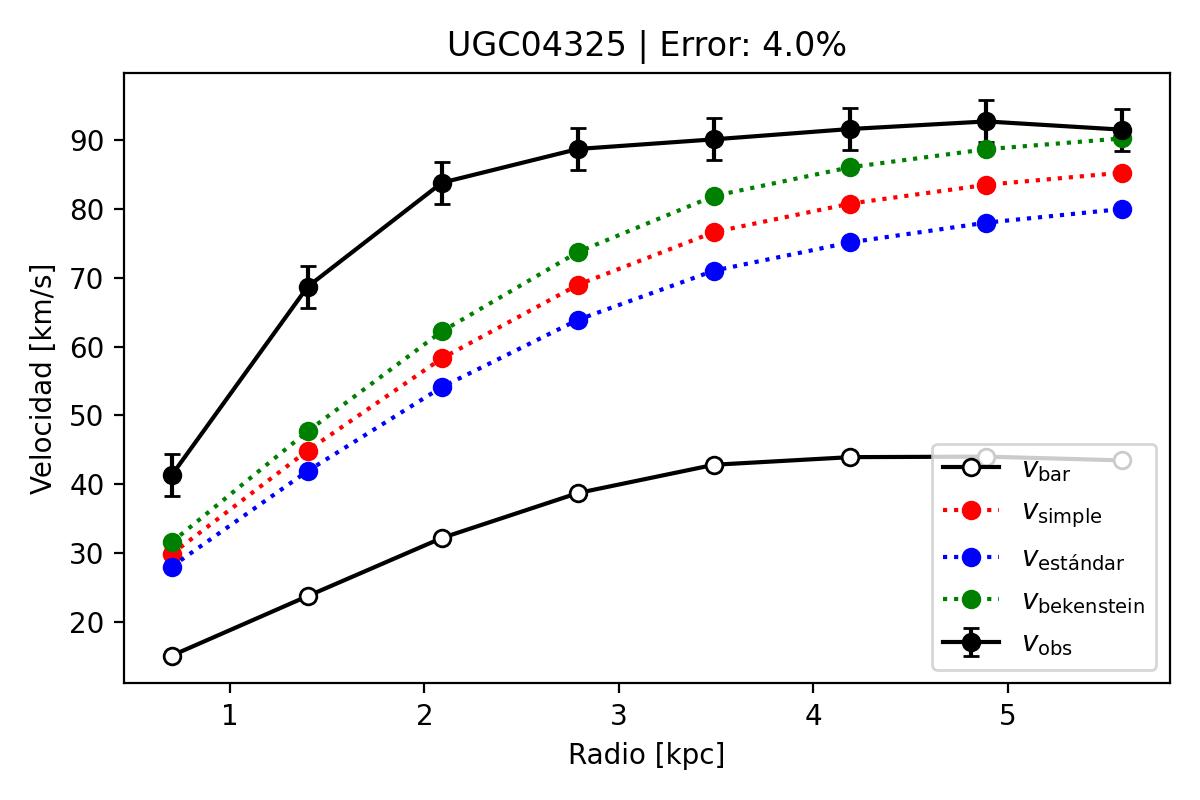 UGC04325 | Error: 4.0%
Velocidad [km/s]
90
80
70
60
50
40
30
20
v_bar
v_simple
v_estándar
v_bekenstein
v_obs
1 2 3 4 5
Radio [kpc]